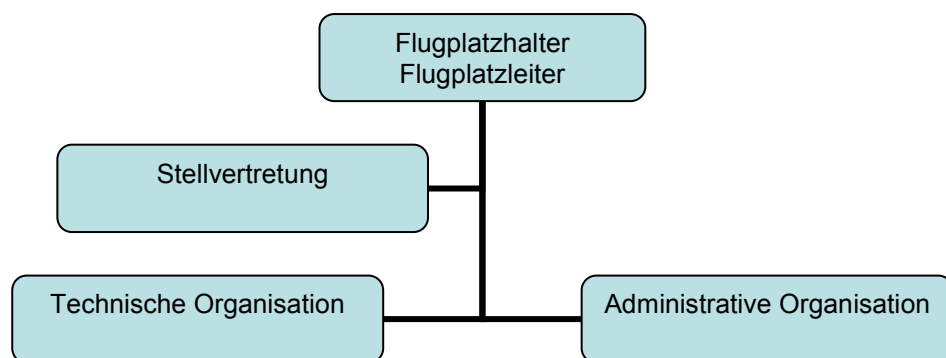 Flugplatzhalter
Flugplatzleiter
Stellvertretung
Technische Organisation
Administrative Organisation